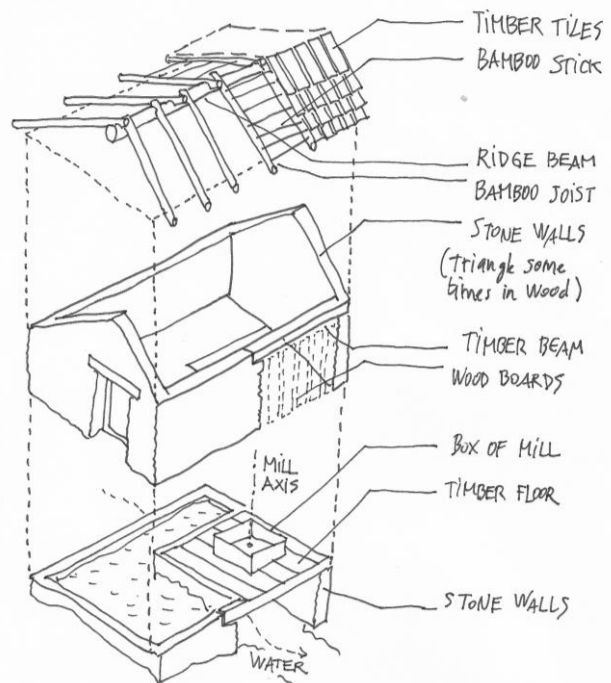 TIMBER TILES
BAMBOO STICK
RIDGE BEAM
BAMBOO JOIST
STONE WALLS
(Triangle some
times in Wood)
TIMBER BEAM
WOOD BOARDS
BOX OF MILL
MILL
AXIS
TIMBER FLOOR
STONE WALLS
WATER